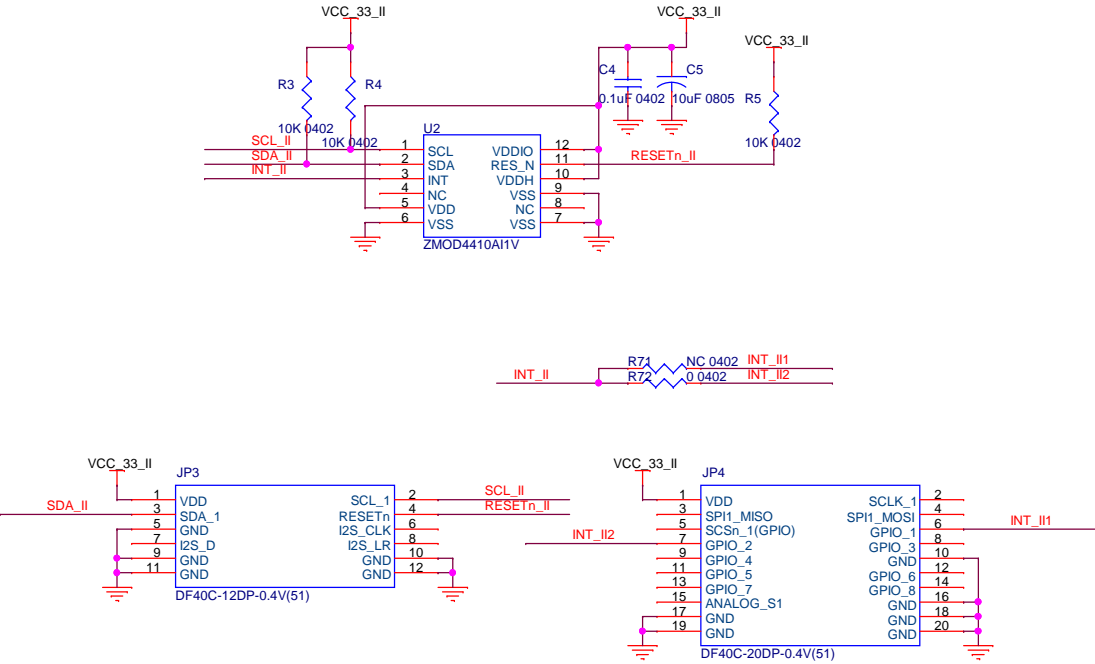 VCC_33_II
VCC_33_II
VCC_33_II
R3
R4
C4
C5
R5
0.1uF 0402
10uF 0805
10K 0402
10K 0402
10K 0402
U2
SCL_II
SDA_II
INT_II
RESETn_II
1 SCL VDDIO 12
2 SDA RES_N 11
3 INT VDDH 10
4 NC VSS 9
5 VDD NC 8
6 VSS VSS 7
ZMOD4410AI1V
R71 NC 0402 INT_II1
INT_II
R72 0 0402 INT_II2
VCC_33_II
JP3
SDA_II
SCL_II
RESETn_II
1 VDD SCL_1 2
3 SDA_1 RESETn 4
5 GND I2S_CLK 6
7 I2S_D I2S_LR 8
9 GND GND 10
11 GND GND 12
DF40C-12DP-0.4V(51)
VCC_33_II
JP4
INT_II2
INT_II1
1 VDD SCLK_1 2
3 SPI1_MISO SPI1_MOSI 4
5 SCSn_1(GPIO) GPIO_1 6
7 GPIO_2 GPIO_3 8
9 GPIO_4 GND 10
11 GPIO_5 GPIO_6 12
13 GPIO_7 GPIO_8 14
15 ANALOG_S1 GND 16
17 GND GND 18
19 GND GND 20
DF40C-20DP-0.4V(51)